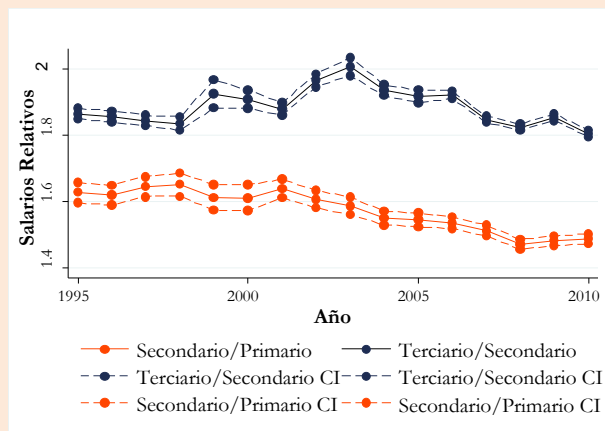 2
1.8
1.6
1.4
Salarios Relativos
1995 2000 2005 2010
Año
Secondario/Primario Terciario/Secondario
Terciario/Secondario CI Terciario/Secondario CI
Secondario/Primario CI Secondario/Primario CI